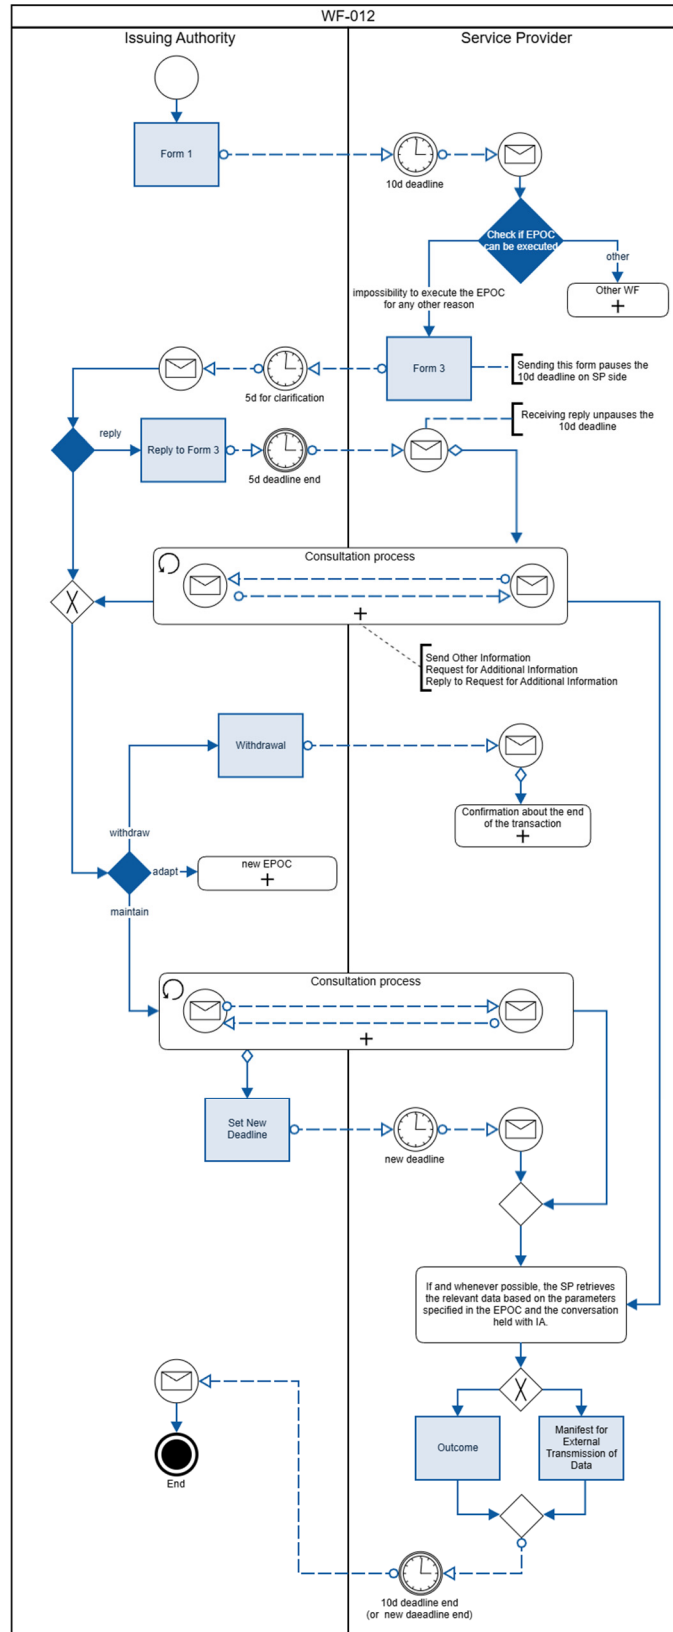 WF-012
Issuing Authority
Service Provider
Form 1
10d deadline
Check if EPOC
can be executed
other
Other WF
impossibility to execute the EPOC
for any other reason
Form 3
Sending this form pauses the
10d deadline on SP side
5d for clarification
Receiving reply unpauses the
10d deadline
reply
Reply to Form 3
5d deadline end
Consultation process
X
Send Other Information
Request for Additional Information
Reply to Request for Additional Information
Withdrawal
Confirmation about the end
of the transaction
withdraw
adapt
new EPOC
maintain
Consultation process
Set New
Deadline
new deadline
If and whenever possible, the SP retrieves
the relevant data based on the parameters
specified in the EPOC and the conversation
held with IA.
X
Outcome
Manifest for
External
Transmission of
Data
End
10d deadline end
(or new daeadline end)